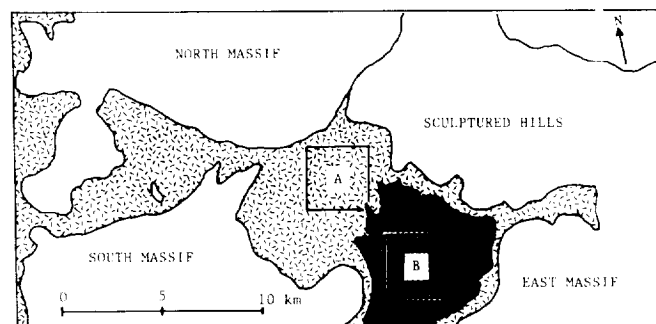 N
NORTH MASSIF
SCULPTURED HILLS
A
SOUTH MASSIF
B
EAST MASSIF
0 5 10 km